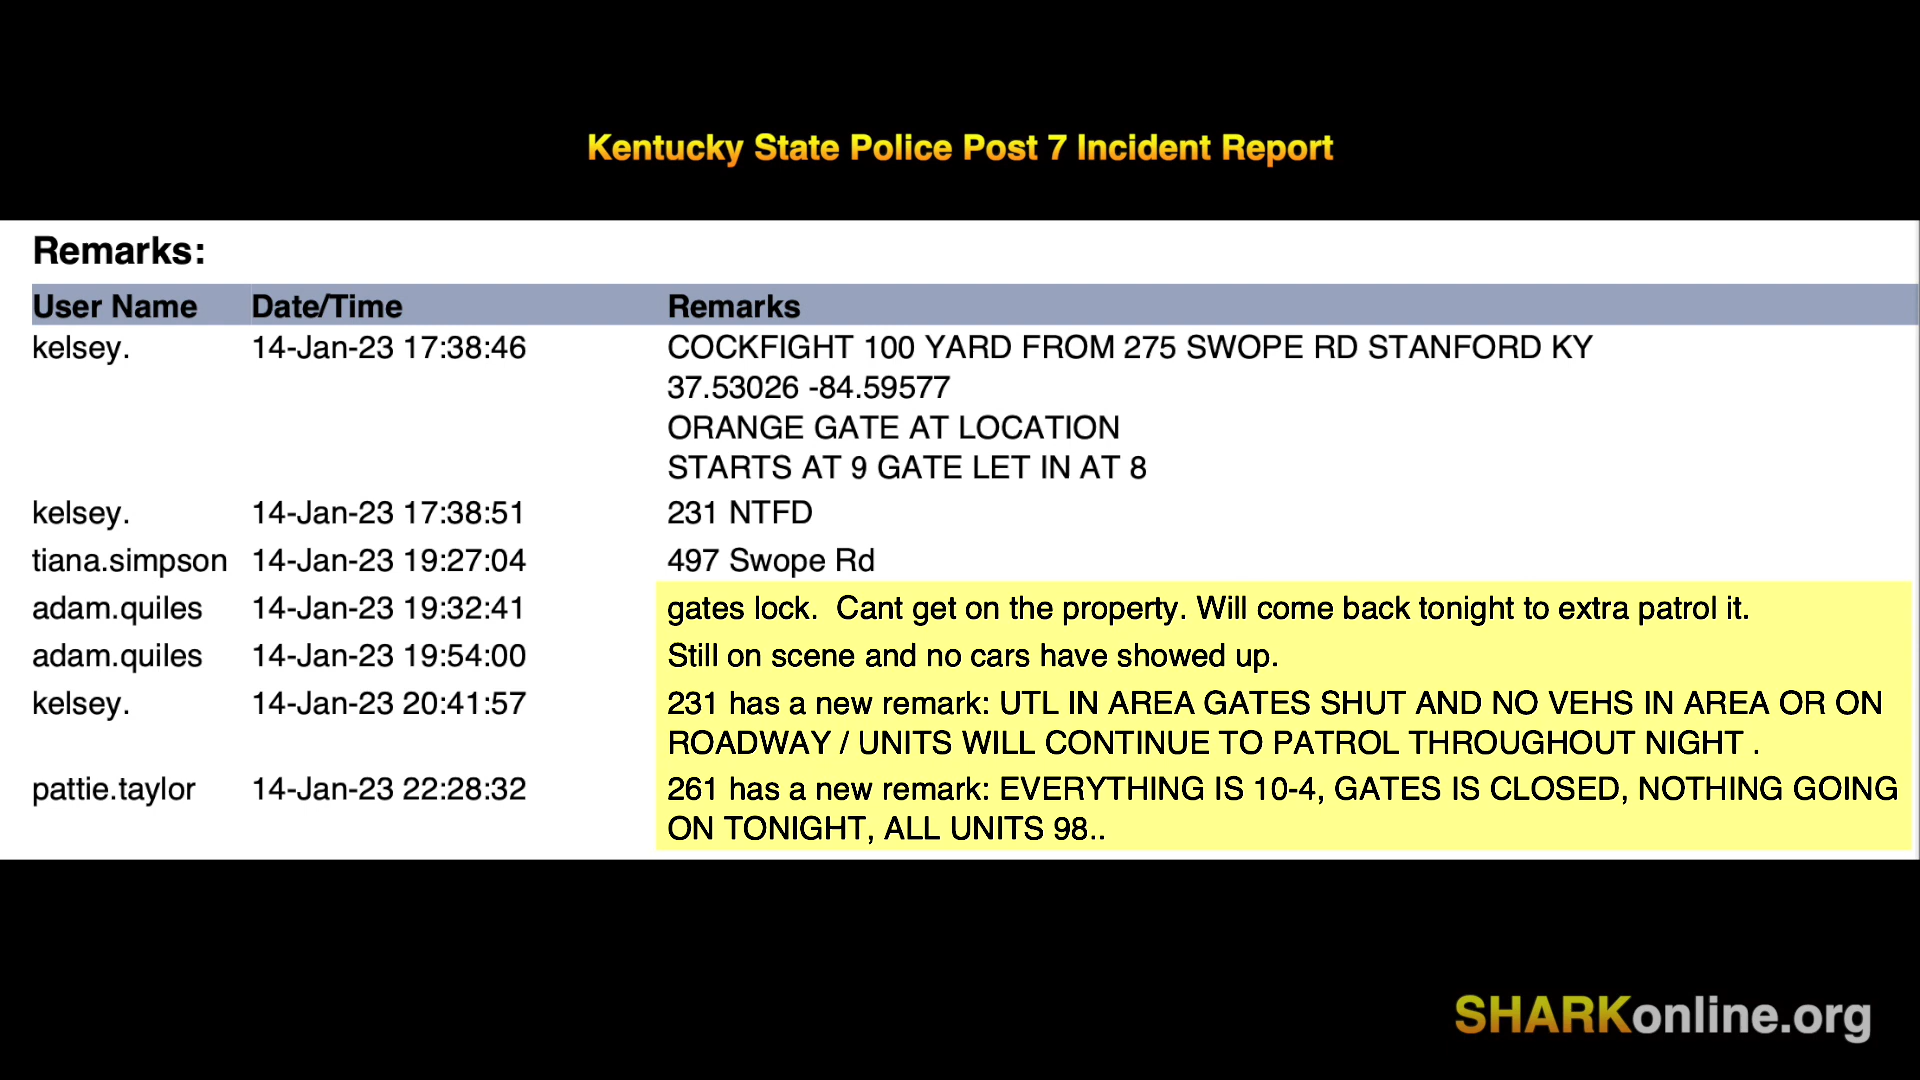 Kentucky State Police Post 7 Incident Report
Remarks:
User Name Date/Time Remarks
kelsey. 14-Jan-23 17:38:46 COCKFIGHT 100 YARD FROM 275 SWOPE RD STANFORD KY
37.53026 -84.59577
ORANGE GATE AT LOCATION
STARTS AT 9 GATE LET IN AT 8
kelsey. 14-Jan-23 17:38:51 231 NTFD
tiana.simpson 14-Jan-23 19:27:04 497 Swope Rd
adam.quiles 14-Jan-23 19:32:41 gates lock.  Cant get on the property. Will come back tonight to extra patrol it.
adam.quiles 14-Jan-23 19:54:00 Still on scene and no cars have showed up.
kelsey. 14-Jan-23 20:41:57 231 has a new remark: UTL IN AREA GATES SHUT AND NO VEHS IN AREA OR ON
ROADWAY / UNITS WILL CONTINUE TO PATROL THROUGHOUT NIGHT .
pattie.taylor 14-Jan-23 22:28:32 261 has a new remark: EVERYTHING IS 10-4, GATES IS CLOSED, NOTHING GOING
ON TONIGHT, ALL UNITS 98..
SHARKonline.org